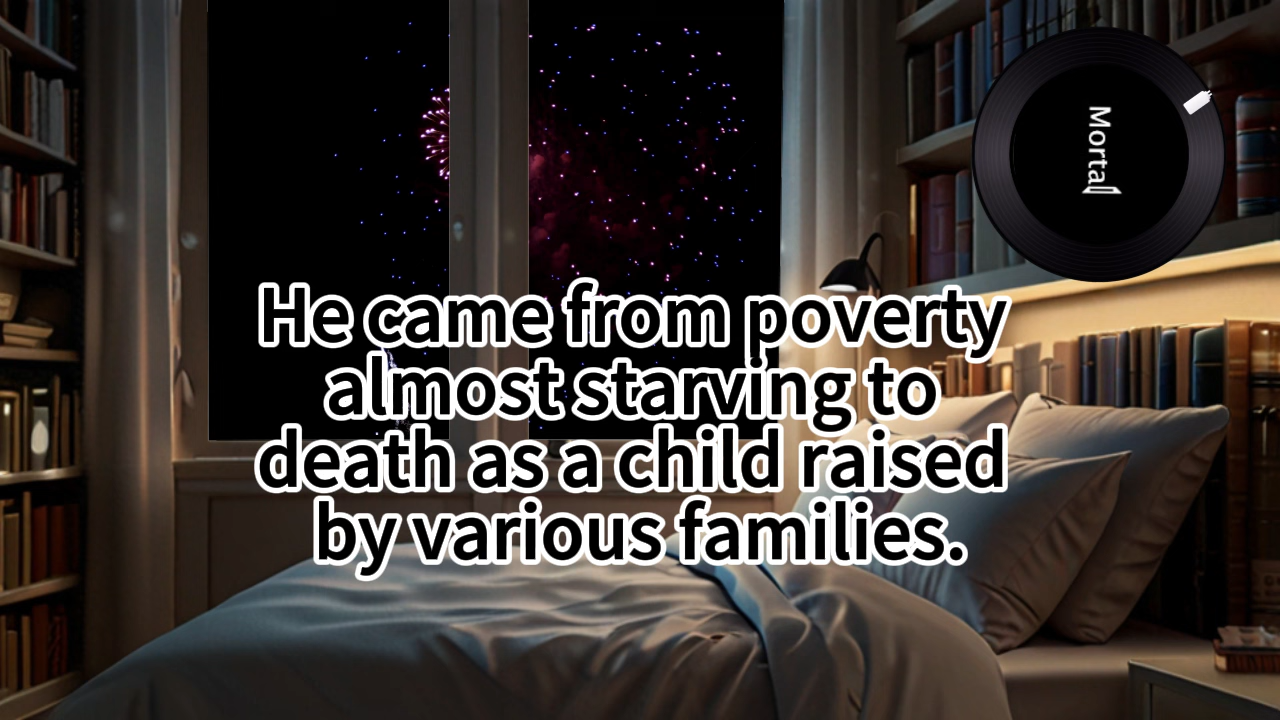 Mortal
He came from poverty
almost starving to
death as a child raised
by various families.